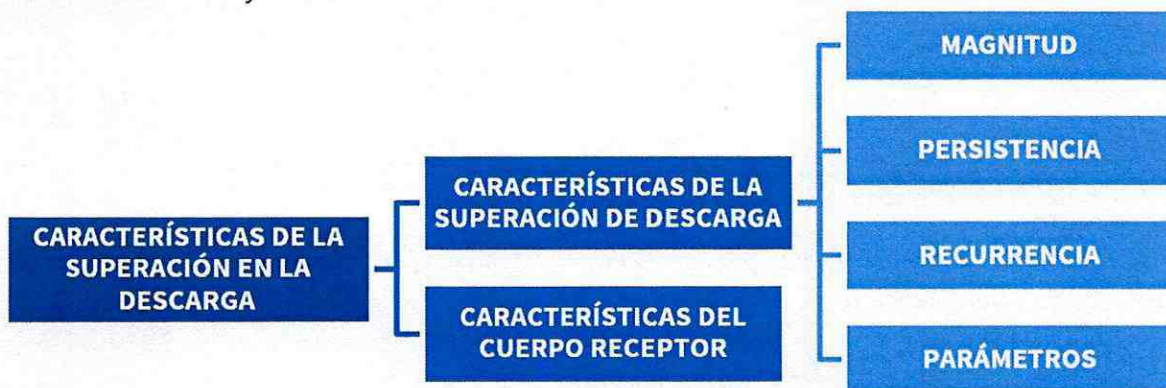 CARACTERÍSTICAS DE LA
SUPERACIÓN EN LA
DESCARGA
CARACTERÍSTICAS DE LA
SUPERACIÓN DE DESCARGA
CARACTERÍSTICAS DEL
CUERPO RECEPTOR
MAGNITUD
PERSISTENCIA
RECURRENCIA
PARÁMETROS